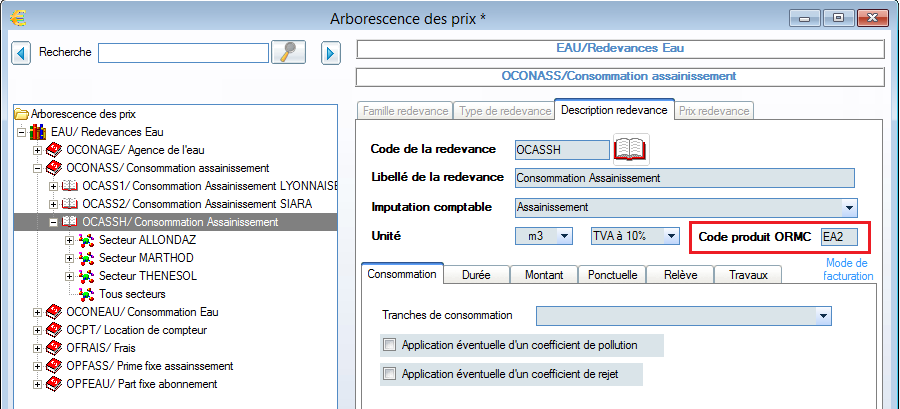 Arborescence des prix *
Recherche
EAU/Redevances Eau
OCONASS/Consommation assainissement
Arborescence des prix
EAU/ Redevances Eau
OCONAGE/ Agence de l'eau
OCONASS/ Consommation assainissement
OCASS1/ Consommation Assainissement LYONNAISE
OCASS2/ Consommation Assainissement SIARA
OCASSH/ Consommation Assainissement
Secteur ALLONDAZ
Secteur MARTHOD
Secteur THENESOL
Tous secteurs
OCONEAU/ Consommation Eau
OCPT/ Location de compteur
OFRAIS/ Frais
OPFASS/ Prime fixe assainssement
OPFEAU/ Part fixe abonnement
Famille redevance Type de redevance Description redevance Prix redevance
Code de la redevance OCASSH
Libellé de la redevance Consommation Assainissement
Imputation comptable Assainissement
Unité m3 TVA à 10% Code produit ORMC EA2
Mode de
facturation
Consommation Durée Montant Ponctuelle Relève Travaux
Tranches de consommation
Application éventuelle d'un coefficient de pollution
Application éventuelle d'un coefficient de rejet